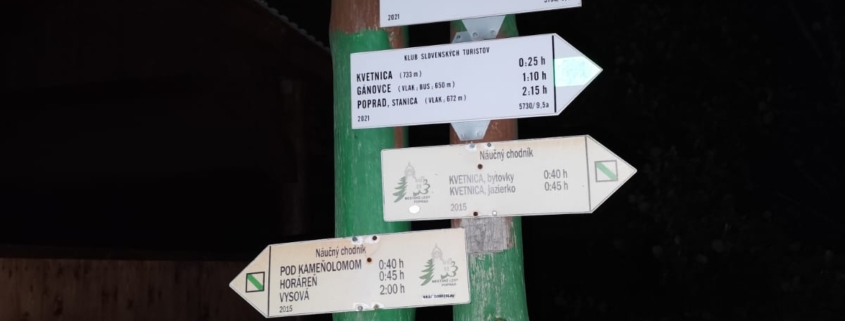 2021
KLUB SLOVENSKÝCH TURISTOV
KVETNICA (733 m) 0:25 h
GÁNOVCE (VLAK, BUS; 650 m) 1:10 h
POPRAD, STANICA (VLAK; 672 m) 2:15 h
2021 5730/9,5a
Náučný chodník
KVETNICA, bytovky 0:40 h
KVETNICA, jazierko 0:45 h
2015
Náučný chodník
POD KAMEŇOLOMOM 0:40 h
HORÁREŇ 0:45 h
VYSOVÁ 2:00 h
2015